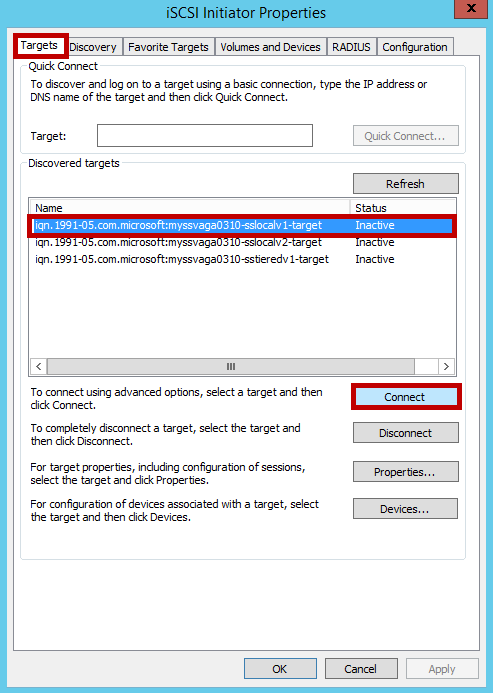 iSCSI Initiator Properties
x
Targets Discovery Favorite Targets Volumes and Devices RADIUS Configuration
Quick Connect
To discover and log on to a target using a basic connection, type the IP address or
DNS name of the target and then click Quick Connect.
Target:
Quick Connect...
Discovered targets
Refresh
Name Status
iqn.1991-05.com.microsoft:myssvaga0310-sslocalv1-target Inactive
iqn.1991-05.com.microsoft:myssvaga0310-sslocalv2-target Inactive
iqn.1991-05.com.microsoft:myssvaga0310-sstieredv1-target Inactive
To connect using advanced options, select a target and then
click Connect.
Connect
To completely disconnect a target, select the target and
then click Disconnect.
Disconnect
For target properties, including configuration of sessions,
select the target and click Properties.
Properties...
For configuration of devices associated with a target, select
the target and then click Devices.
Devices...
OK Cancel Apply